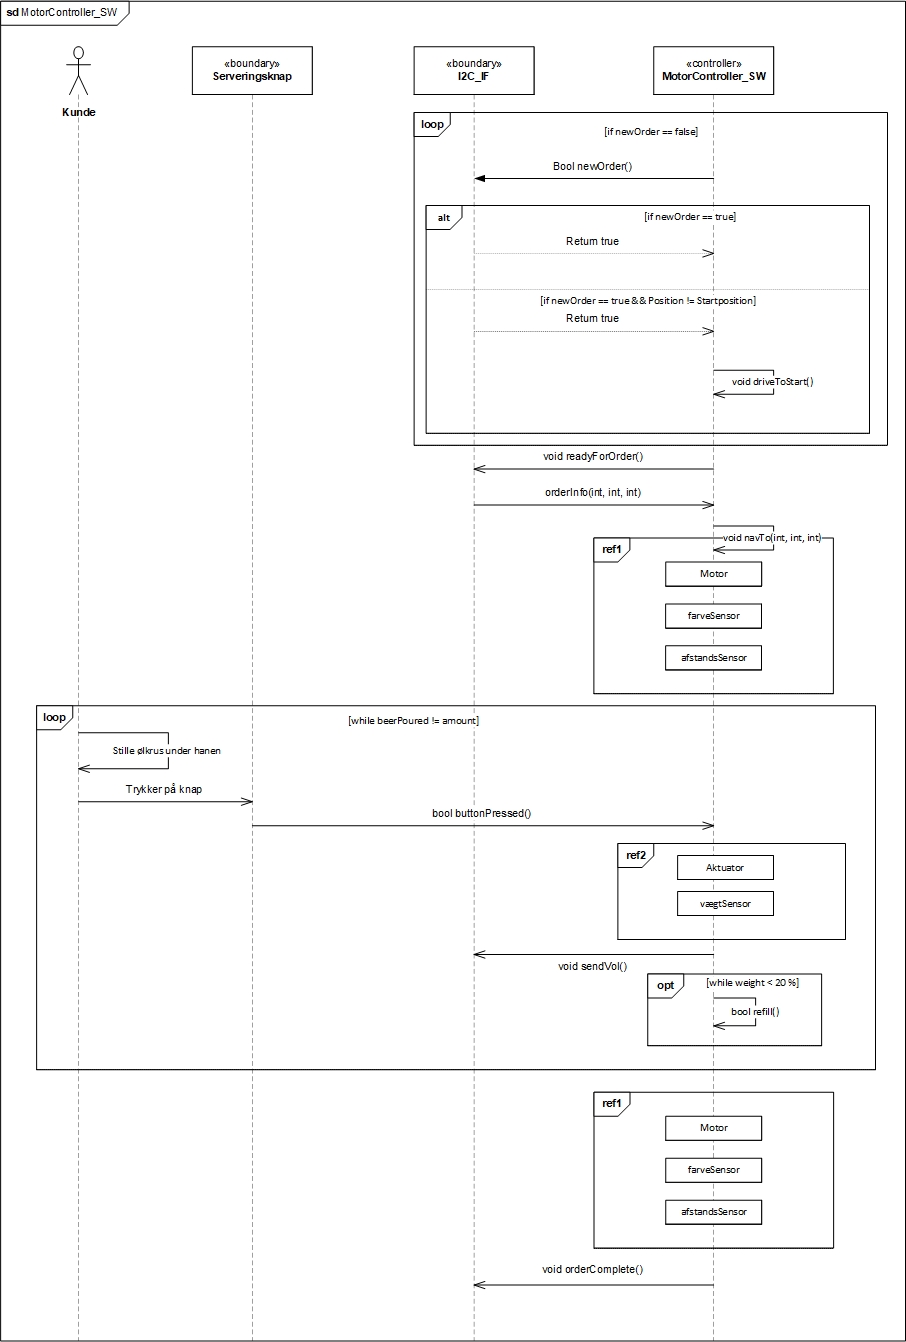 sd MotorController_SW
Kunde
«boundary»
Serveringsknap
«boundary»
I2C_IF
«controller»
MotorController_SW
loop
[if newOrder == false]
Bool newOrder()
alt
[if newOrder == true]
Return true
[if newOrder == true && Position != Startposition]
Return true
void driveToStart()
void readyForOrder()
orderInfo(int, int, int)
void navTo(int, int, int)
ref1
Motor
farveSensor
afstandsSensor
loop
[while beerPoured != amount]
Stille ølkrus under hanen
Trykker på knap
bool buttonPressed()
ref2
Aktuator
vægtSensor
void sendVol()
opt
[while weight < 20 %]
bool refill()
ref1
Motor
farveSensor
afstandsSensor
void orderComplete()